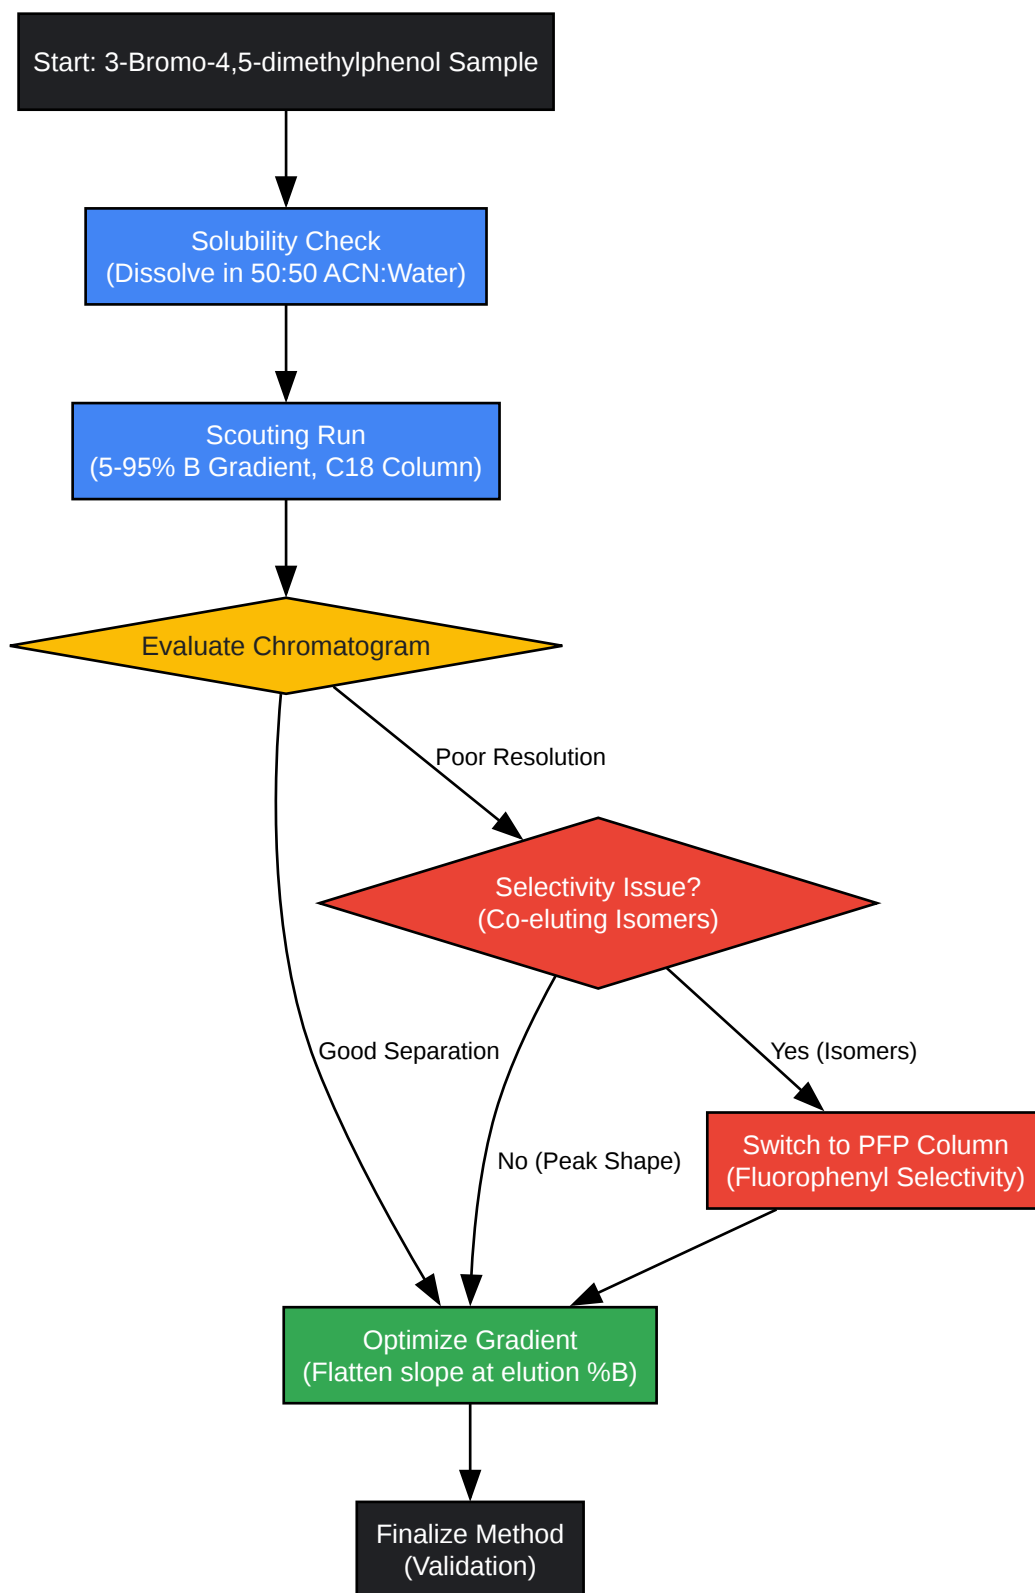 Start: 3-Bromo-4,5-dimethylphenol Sample
Solubility Check
(Dissolve in 50:50 ACN:Water)
Scouting Run
(5-95% B Gradient, C18 Column)
Evaluate Chromatogram
Poor Resolution
Selectivity Issue?
(Co-eluting Isomers)
Good Separation
Yes (Isomers)
No (Peak Shape)
Switch to PFP Column
(Fluorophenyl Selectivity)
Optimize Gradient
(Flatten slope at elution %B)
Finalize Method
(Validation)